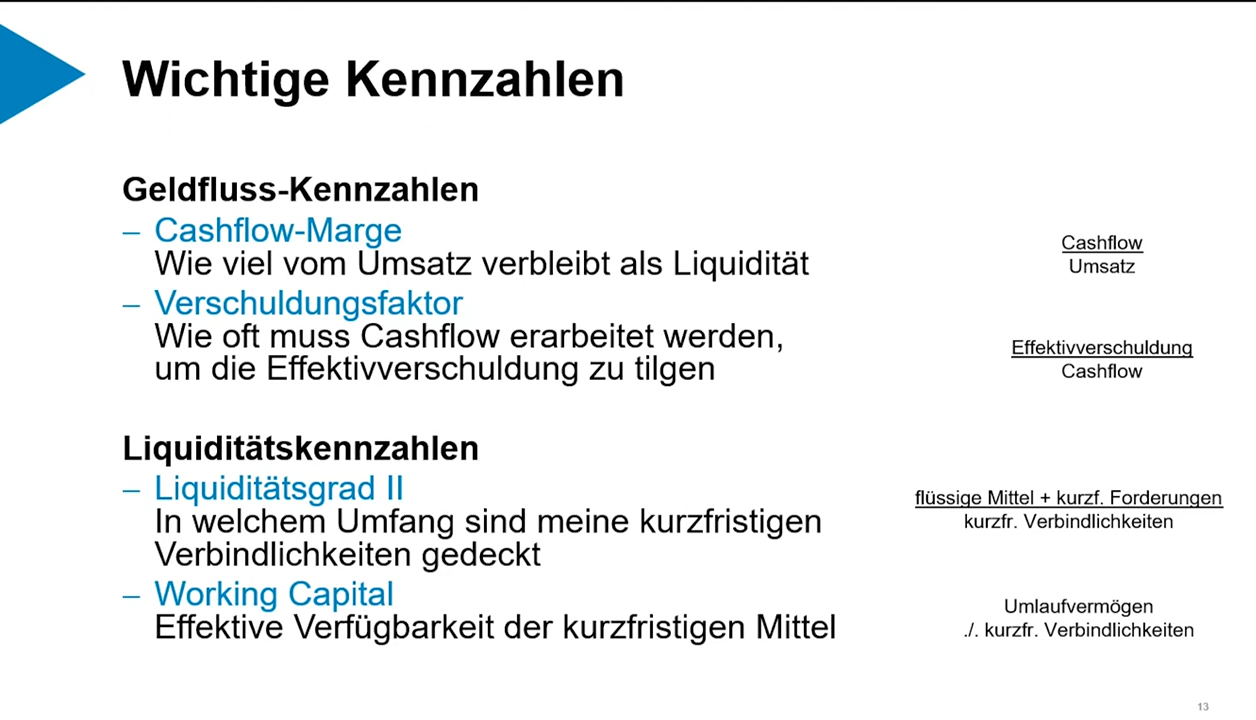 Wichtige Kennzahlen
Geldfluss-Kennzahlen
– Cashflow-Marge
Wie viel vom Umsatz verbleibt als Liquidität
Cashflow
Umsatz
– Verschuldungsfaktor
Wie oft muss Cashflow erarbeitet werden,
um die Effektivverschuldung zu tilgen
Effektivverschuldung
Cashflow
Liquiditätskennzahlen
– Liquiditätsgrad II
In welchem Umfang sind meine kurzfristigen
Verbindlichkeiten gedeckt
flüssige Mittel + kurzf. Forderungen
kurzfr. Verbindlichkeiten
– Working Capital
Effektive Verfügbarkeit der kurzfristigen Mittel
Umlaufvermögen
./. kurzfr. Verbindlichkeiten
13